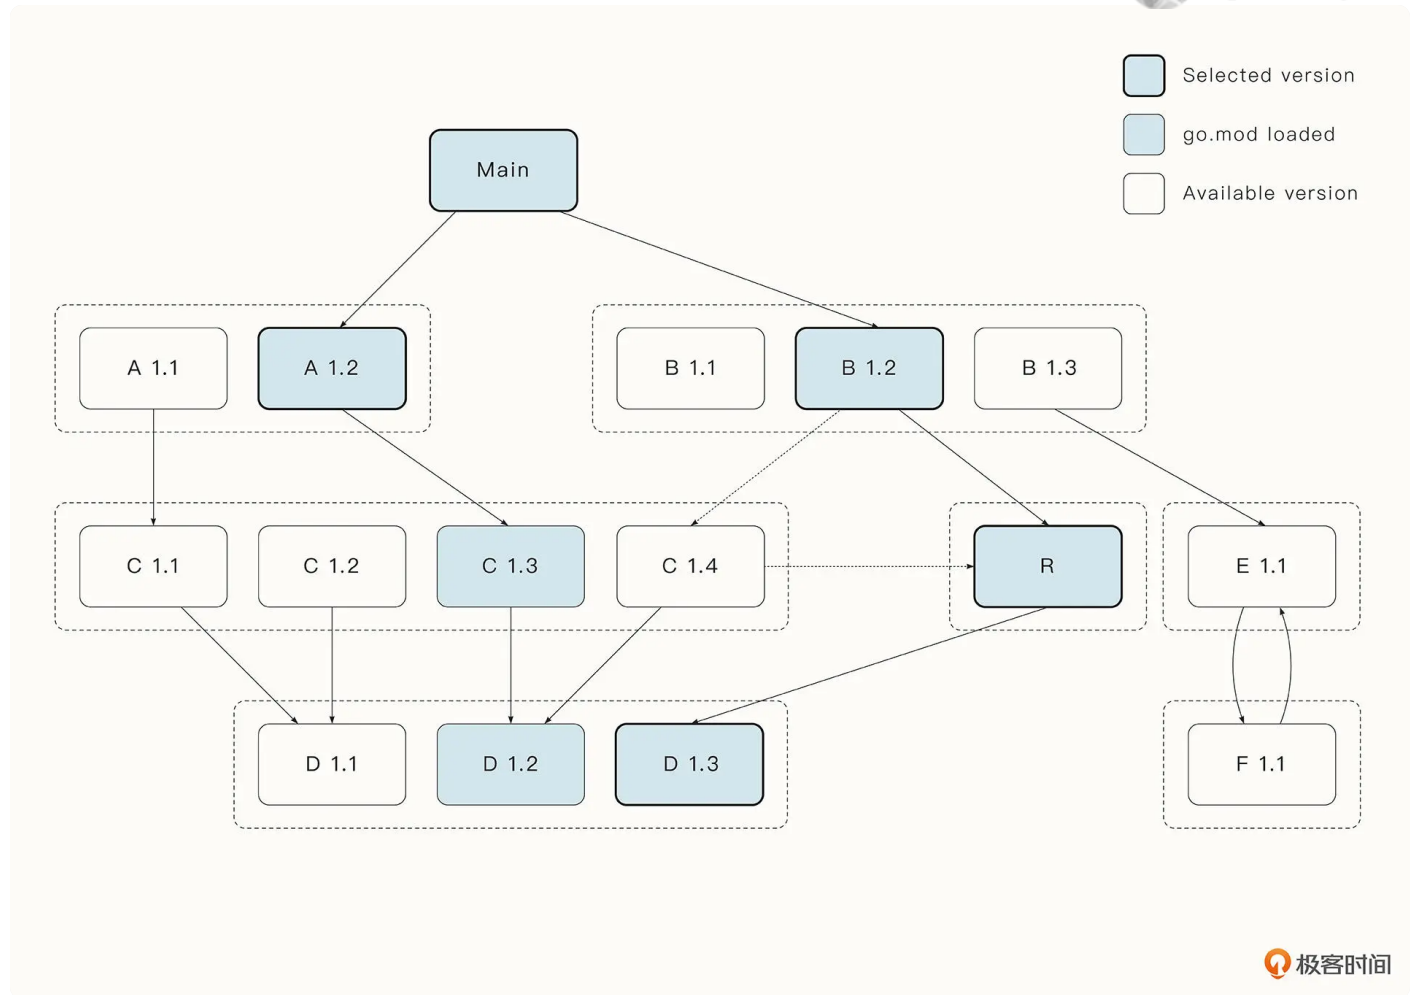 Selected version
go.mod loaded
Available version
Main
A 1.1
A 1.2
B 1.1
B 1.2
B 1.3
C 1.1
C 1.2
C 1.3
C 1.4
R
E 1.1
D 1.1
D 1.2
D 1.3
F 1.1
极客时间